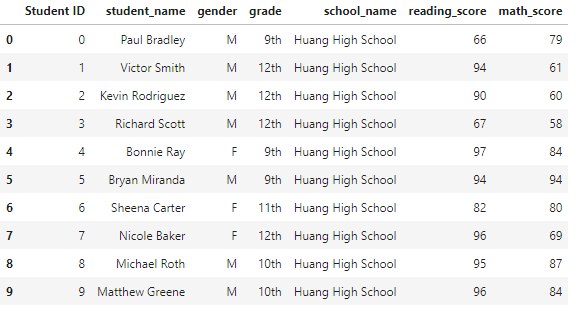 Student ID student_name gender grade school_name reading_score math_score
0 0 Paul Bradley M 9th Huang High School 66 79
1 1 Victor Smith M 12th Huang High School 94 61
2 2 Kevin Rodriguez M 12th Huang High School 90 60
3 3 Richard Scott M 12th Huang High School 67 58
4 4 Bonnie Ray F 9th Huang High School 97 84
5 5 Bryan Miranda M 9th Huang High School 94 94
6 6 Sheena Carter F 11th Huang High School 82 80
7 7 Nicole Baker F 12th Huang High School 96 69
8 8 Michael Roth M 10th Huang High School 95 87
9 9 Matthew Greene M 10th Huang High School 96 84